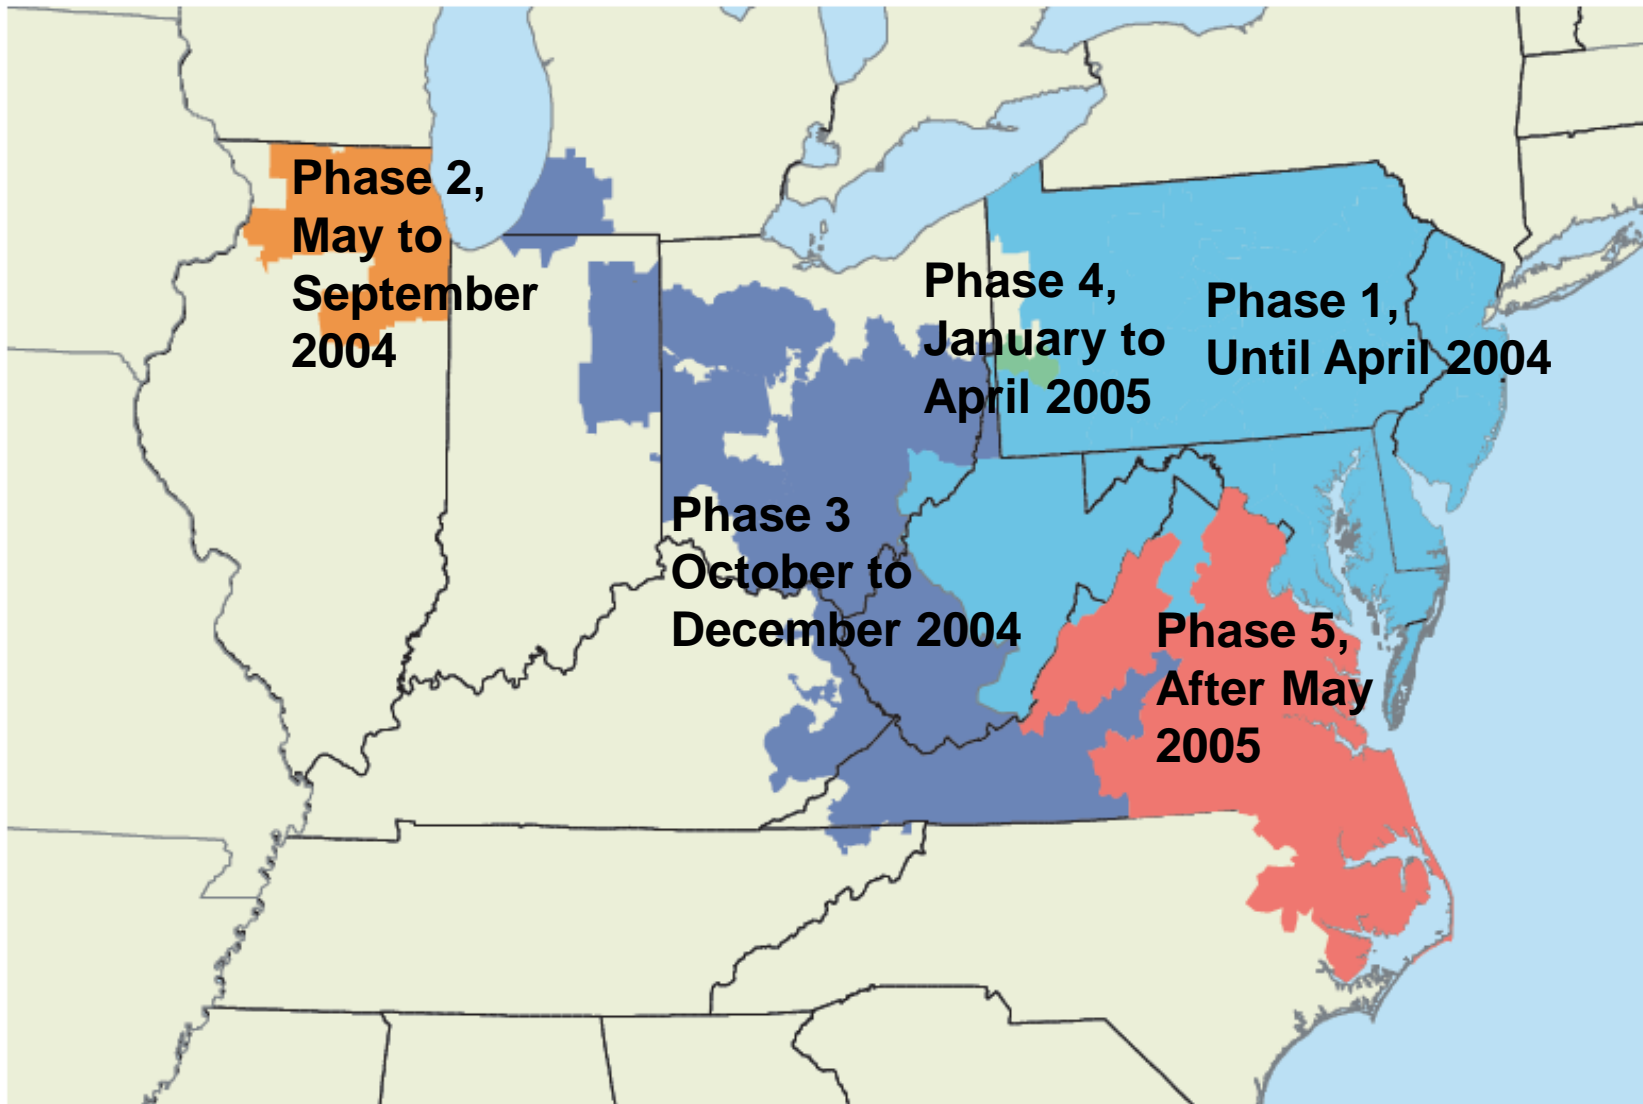 Phase 2,
May to
September
2004
Phase 4,
January to
April 2005
Phase 1,
Until April 2004
Phase 3
October to
December 2004
Phase 5,
After May
2005